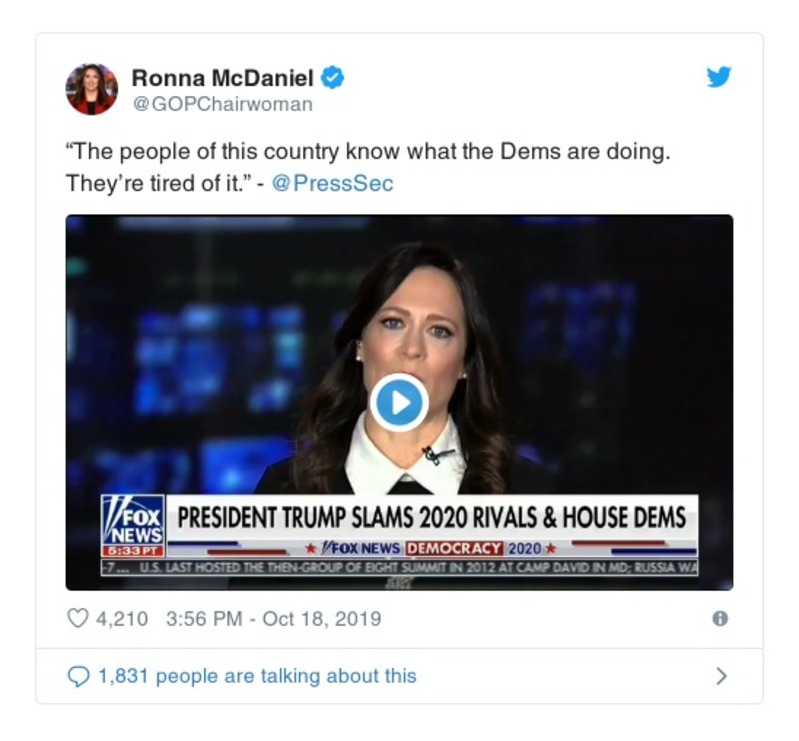 Ronna McDaniel
@GOPChairwoman
“The people of this country know what the Dems are doing.
They’re tired of it.” - @PressSec
FOX
NEWS
5:33 PT
PRESIDENT TRUMP SLAMS 2020 RIVALS & HOUSE DEMS
FOX NEWS DEMOCRACY 2020
-7... U.S. LAST HOSTED THE THEN-GROUP OF EIGHT SUMMIT IN 2012 AT CAMP DAVID IN MD; RUSSIA WA
4,210 3:56 PM - Oct 18, 2019
1,831 people are talking about this